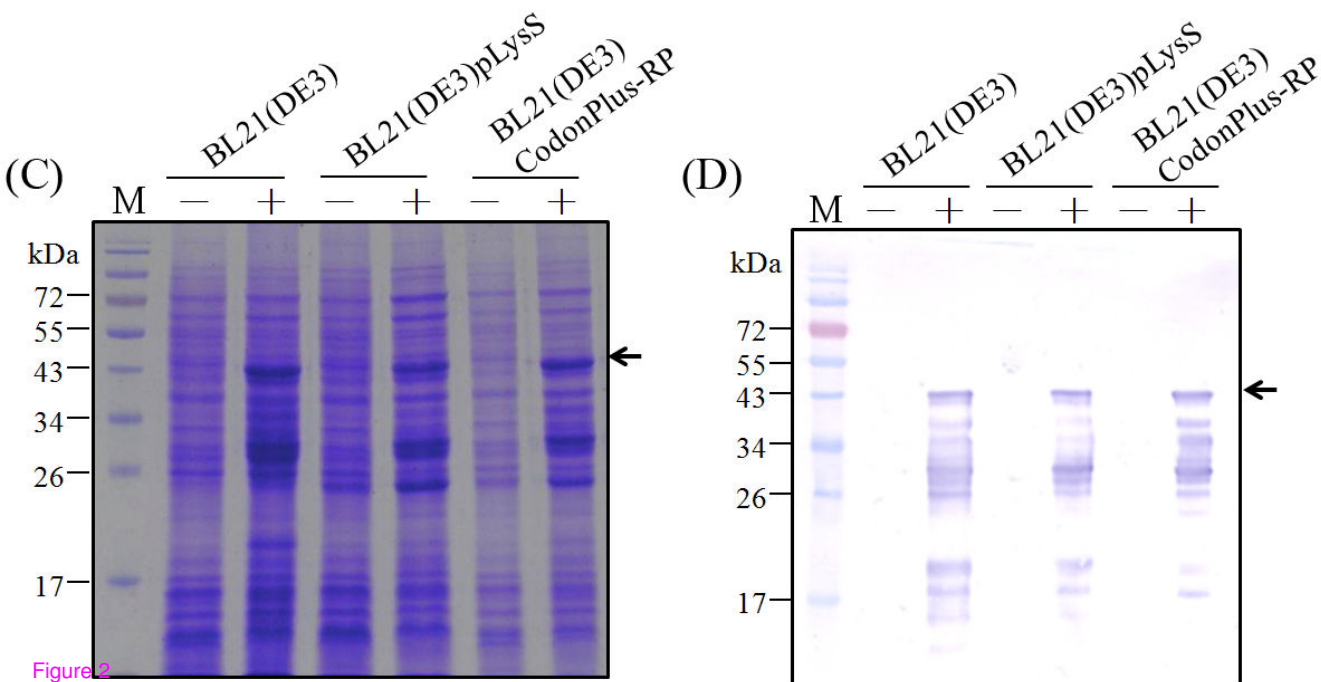 (C)
BL21(DE3)
BL21(DE3)pLysS
BL21(DE3)
CodonPlus-RP
M — + — + — +
kDa
72
55
43
34
26
17
(D)
BL21(DE3)
BL21(DE3)pLysS
BL21(DE3)
CodonPlus-RP
M — + — + — +
kDa
72
55
43
34
26
17
Figure 2